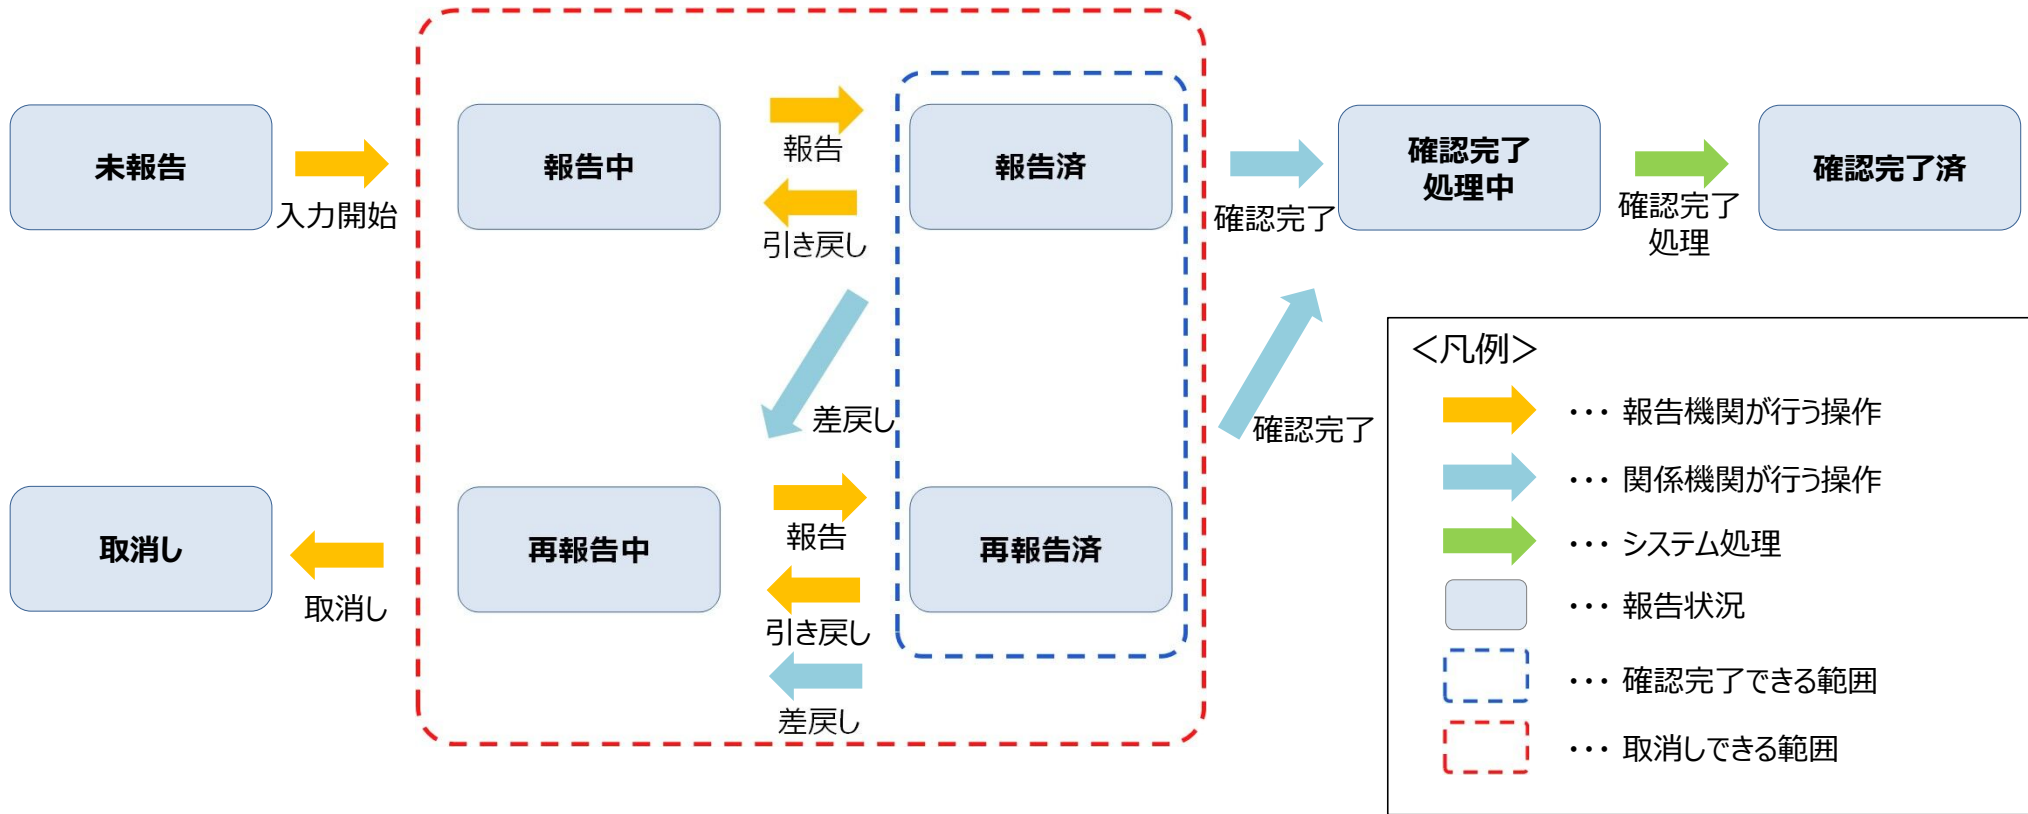 未報告
入力開始
報告中
報告
引き戻し
報告済
確認完了
確認完了
処理中
確認完了
処理
確認完了済
差戻し
確認完了
取消し
取消し
再報告中
報告
引き戻し
差戻し
再報告済
＜凡例＞
・・・ 報告機関が行う操作
・・・ 関係機関が行う操作
・・・ システム処理
・・・ 報告状況
・・・ 確認完了できる範囲
・・・ 取消しできる範囲